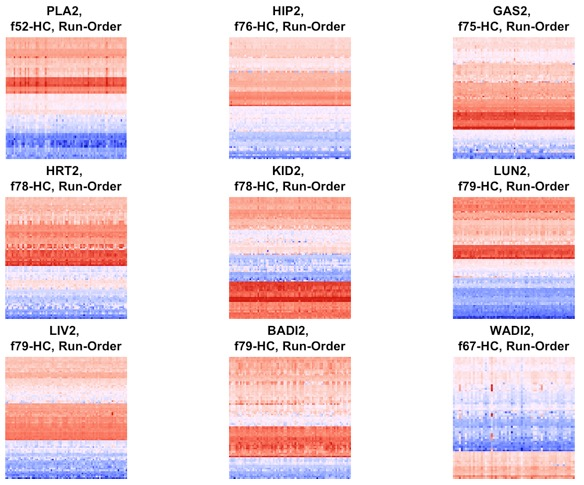 PLA2,
f52-HC, Run-Order
HIP2,
f76-HC, Run-Order
GAS2,
f75-HC, Run-Order
HRT2,
f78-HC, Run-Order
KID2,
f78-HC, Run-Order
LUN2,
f79-HC, Run-Order
LIV2,
f79-HC, Run-Order
BADI2,
f79-HC, Run-Order
WADI2,
f67-HC, Run-Order